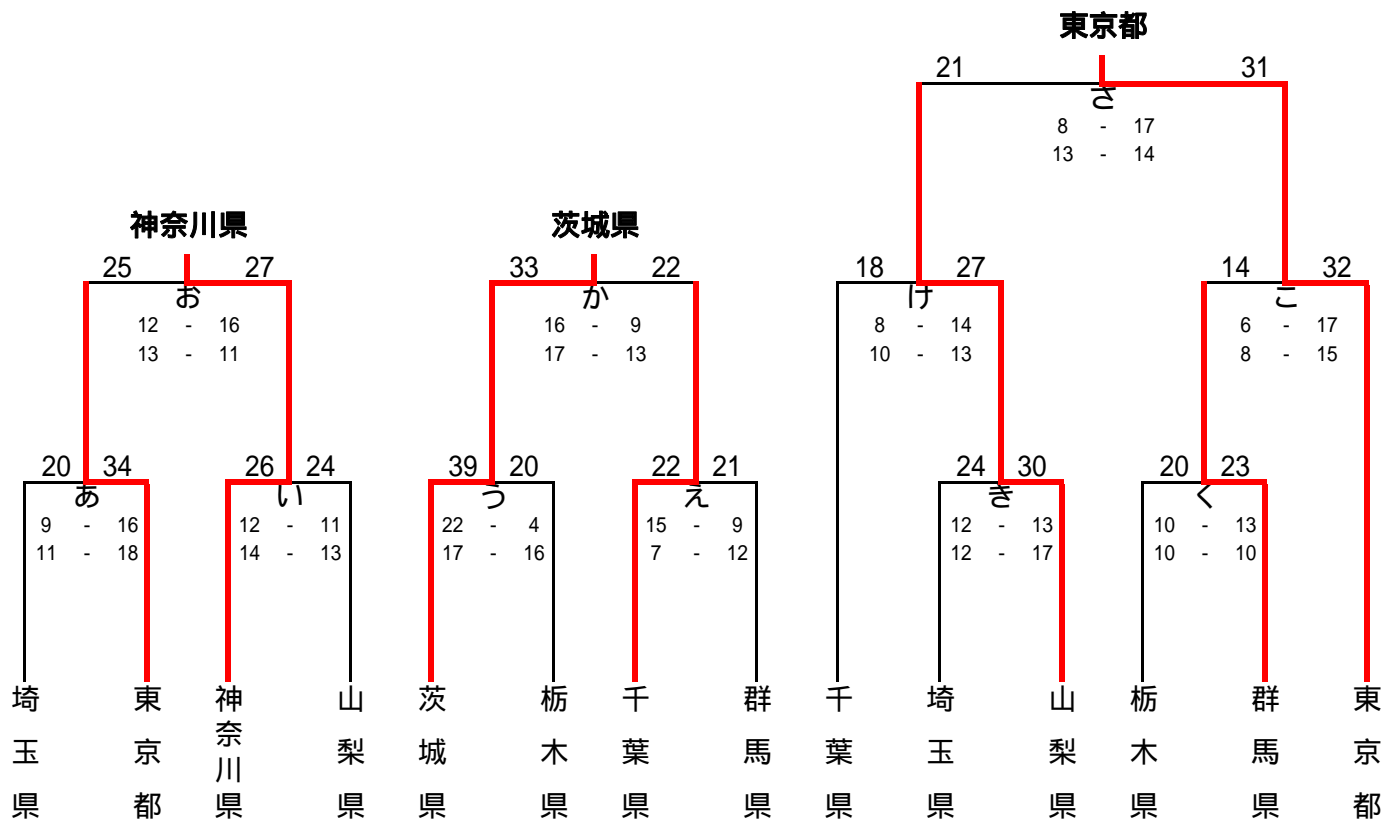 東京都
21 31
さ
8 - 17
13 - 14
神奈川県 茨城県
25 27 33 22 18 27 14 32
お か け こ
12 - 16 16 - 9 8 - 14 6 - 17
13 - 11 17 - 13 10 - 13 8 - 15
20 34 26 24 39 20 22 21 24 30 20 23
あ い う え き く
9 - 16 12 - 11 22 - 4 15 - 9 12 - 13 10 - 13
11 - 18 14 - 13 17 - 16 7 - 12 12 - 17 10 - 10
埼玉県 東京都 神奈川県 山梨県 茨城県 栃木県 千葉県 群馬県 千葉県 埼玉県 山梨県 栃木県 群馬県 東京都